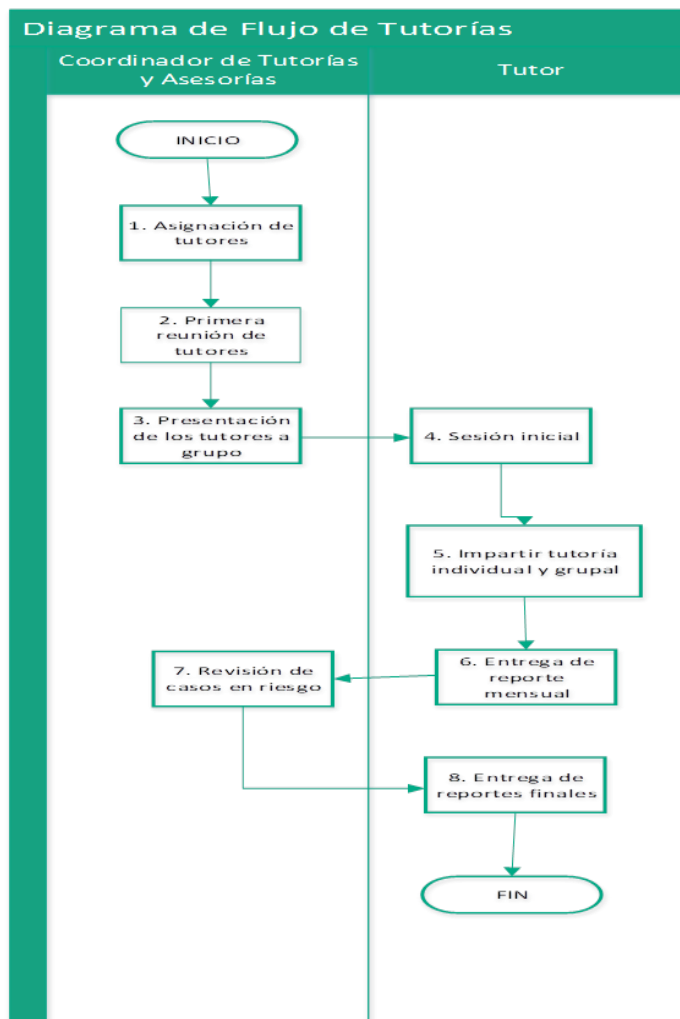 Diagrama de Flujo de Tutorías
Coordinador de Tutorías
y Asesorías
Tutor
INICIO
1. Asignación de
tutores
2. Primera
reunión de
tutores
3. Presentación
de los tutores a
grupo
4. Sesión inicial
5. Impartir tutoría
individual y grupal
6. Entrega de
reporte
mensual
7. Revisión de
casos en riesgo
8. Entrega de
reportes finales
FIN